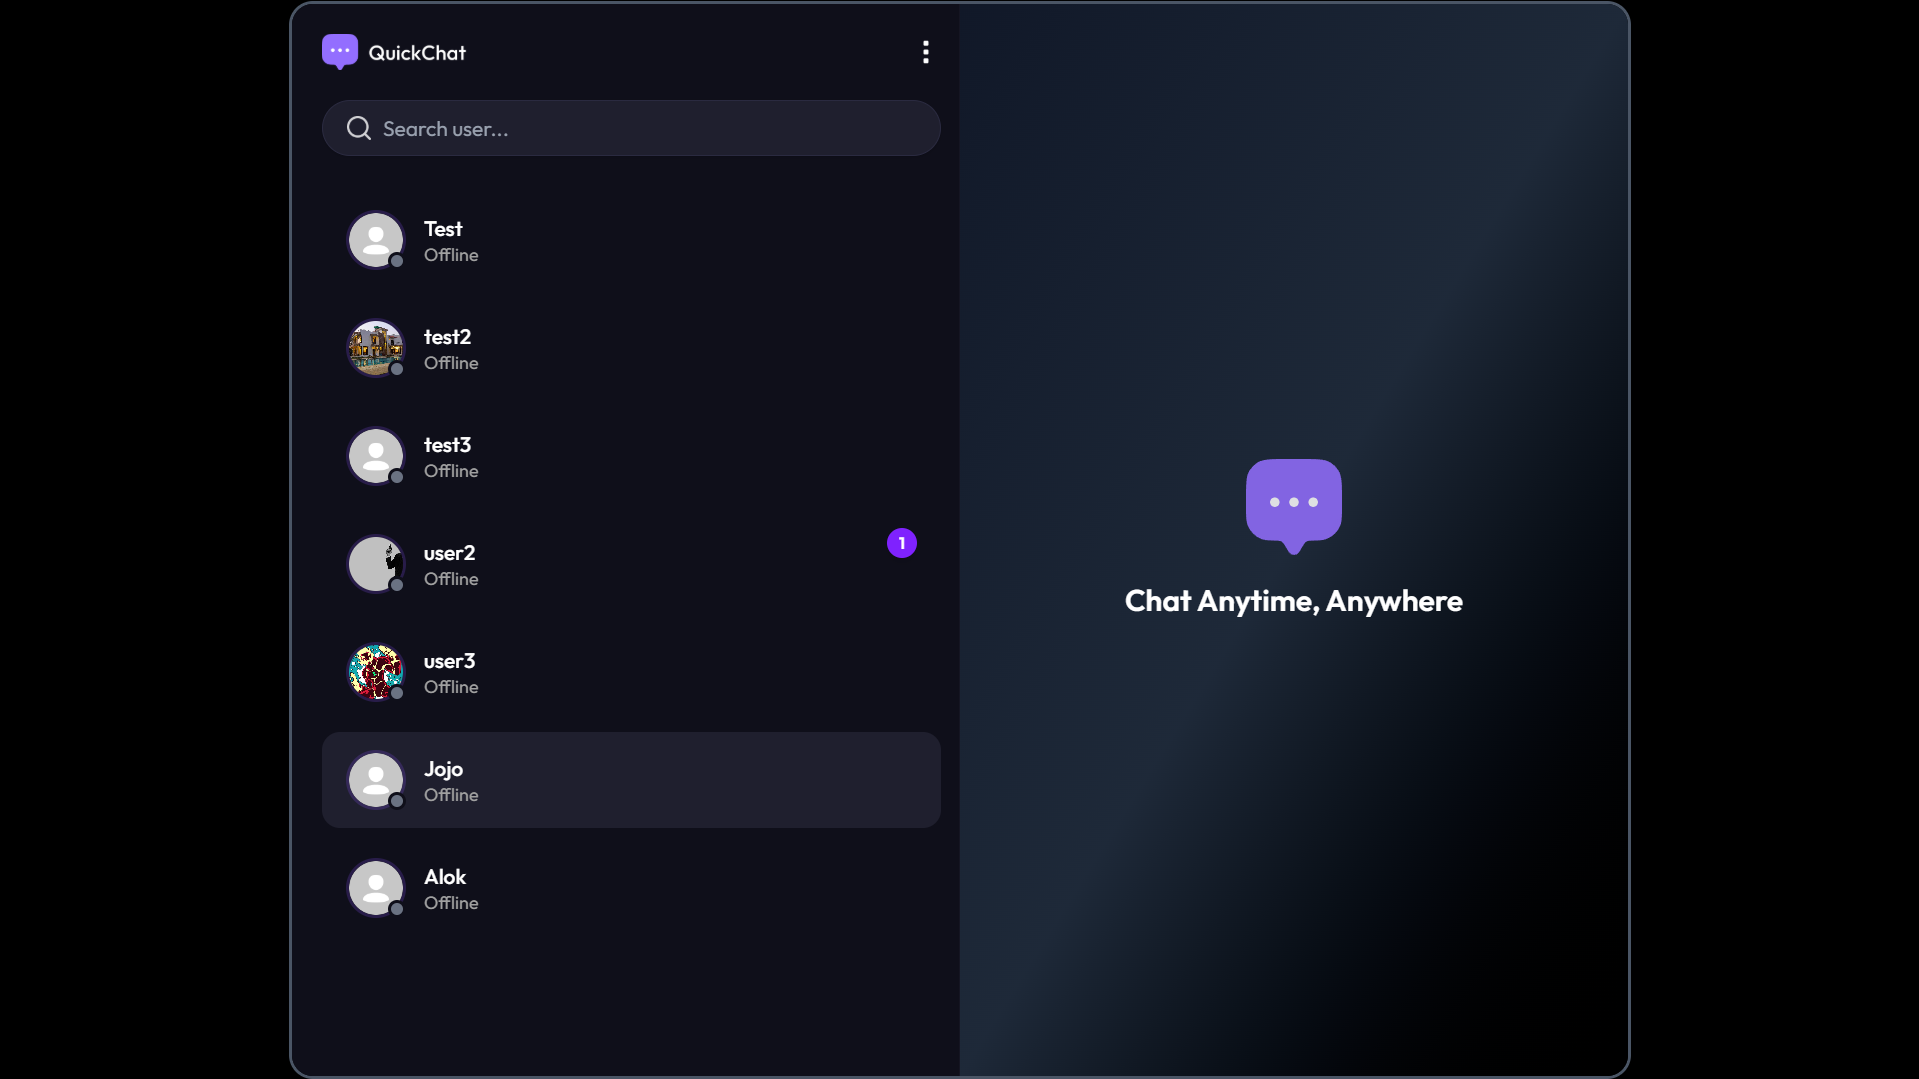 QuickChat
Search user...
Test
Offline
test2
Offline
test3
Offline
user2
Offline
1
user3
Offline
Jojo
Offline
Alok
Offline
Chat Anytime, Anywhere